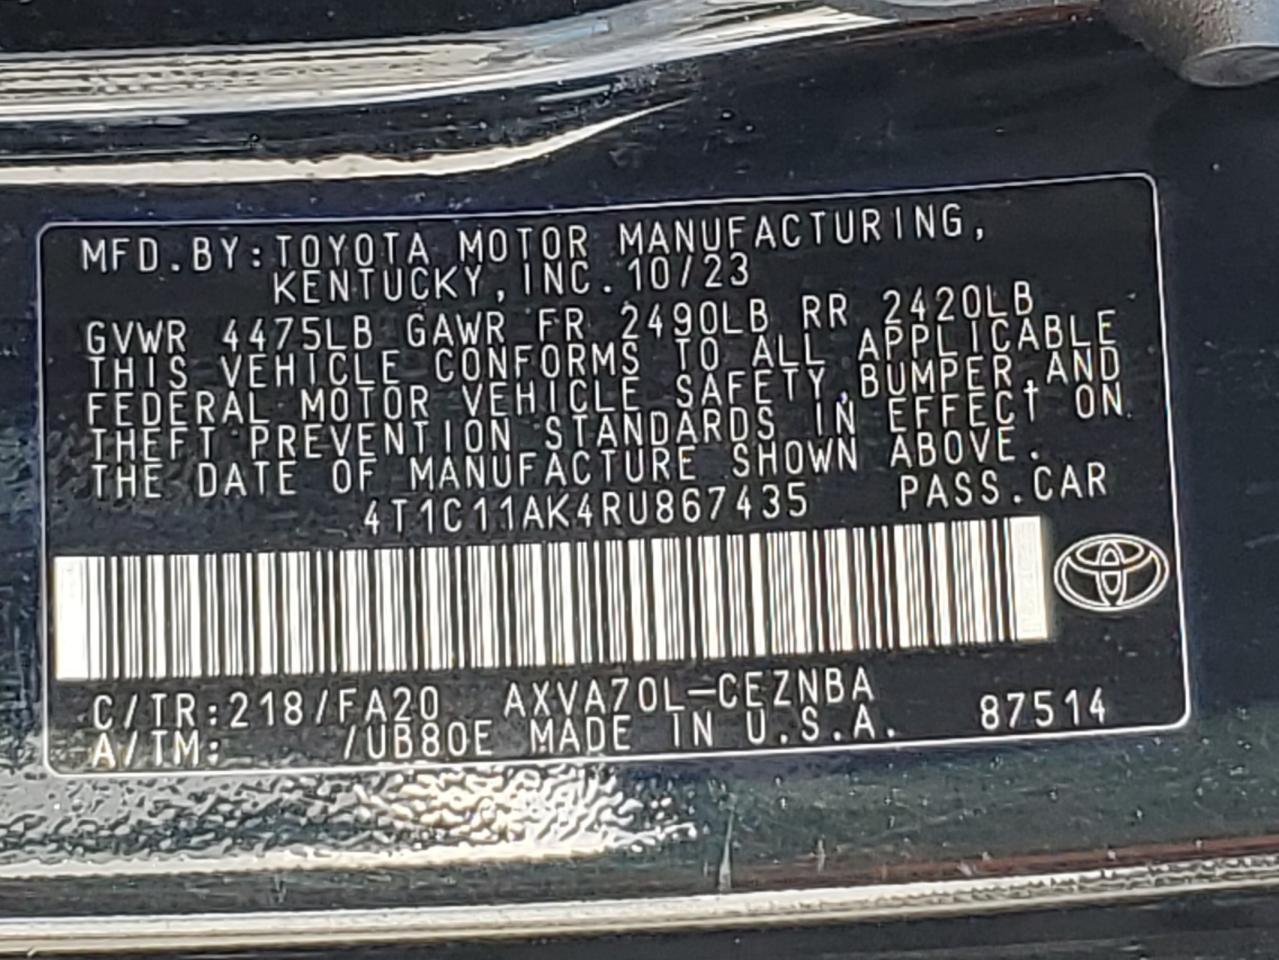 MFD.BY:TOYOTA MOTOR MANUFACTURING,
KENTUCKY,INC.10/23
GVWR 4475LB GAWR FR 2490LB RR 2420LB
THIS VEHICLE CONFORMS TO ALL APPLICABLE
FEDERAL MOTOR VEHICLE SAFETY,BUMPER,AND
THEFT PREVENTION STANDARDS IN EFFECT ON
THE DATE OF MANUFACTURE SHOWN ABOVE.
4T1C11AK4RU867435 PASS.CAR
C/TR:218/FA20 AXVA70L-CEZNBA
A/TM: /UB80E MADE IN U.S.A. 87514